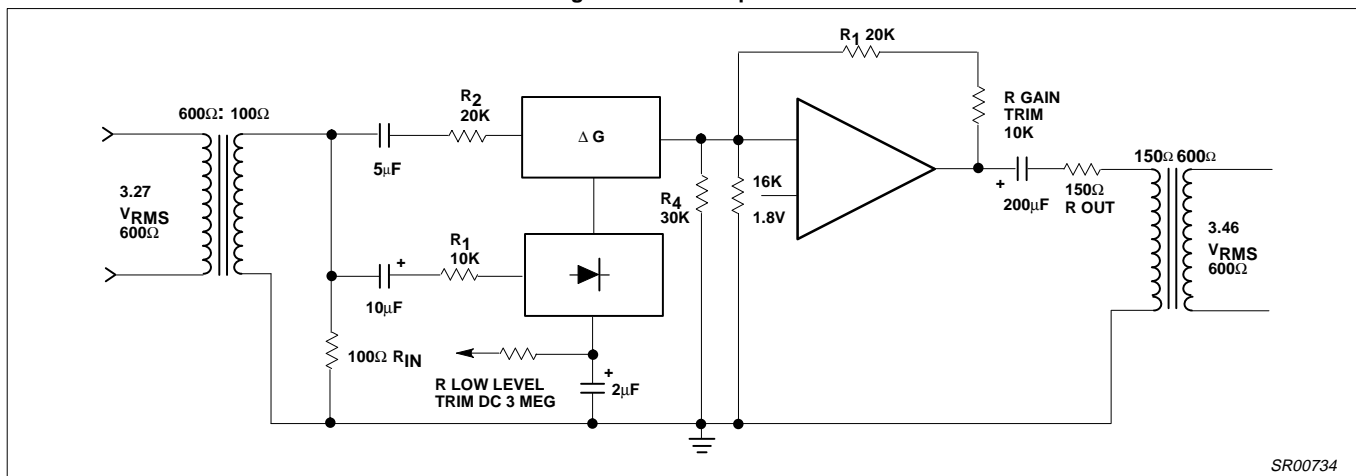 600Ω: 100Ω
3.27
VRMS
600Ω
5μF
R2
20K
ΔG
R1 20K
R GAIN
TRIM
10K
R4
30K
16K
1.8V
+
200μF
150Ω
R OUT
150Ω 600Ω
3.46
VRMS
600Ω
+
10μF
R1
10K
100Ω RIN
R LOW LEVEL
TRIM DC 3 MEG
+
2μF
SR00734